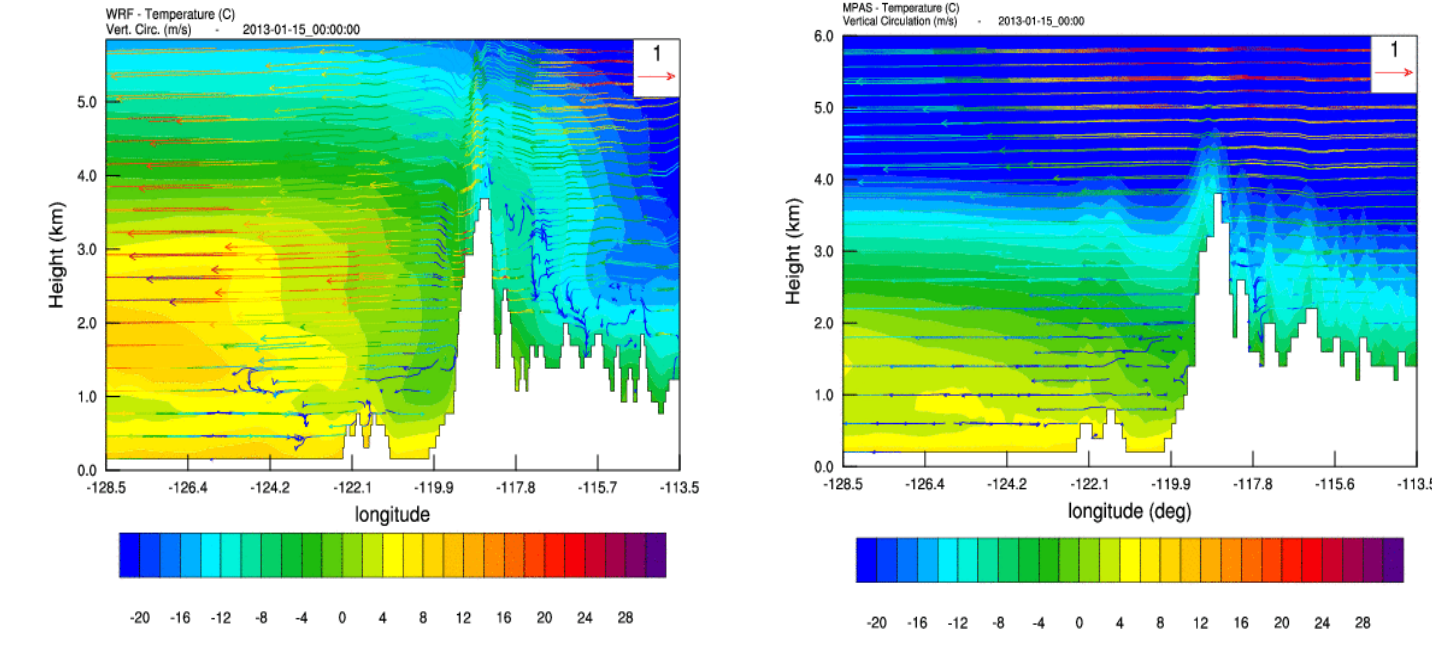 WRF - Temperature (C)
Vert. Circ. (m/s) - 2013-01-15_00:00:00
1
5.0
4.0
3.0
2.0
1.0
0.0
Height (km)
-128.5 -126.4 -124.2 -122.1 -119.9 -117.8 -115.7 -113.5
longitude
-20 -16 -12 -8 -4 0 4 8 12 16 20 24 28
MPAS - Temperature (C)
Vertical Circulation (m/s) - 2013-01-15_00:00
1
6.0
5.0
4.0
3.0
2.0
1.0
0.0
Height (km)
-128.5 -126.4 -124.2 -122.1 -119.9 -117.8 -115.6 -113.5
longitude (deg)
-20 -16 -12 -8 -4 0 4 8 12 16 20 24 28